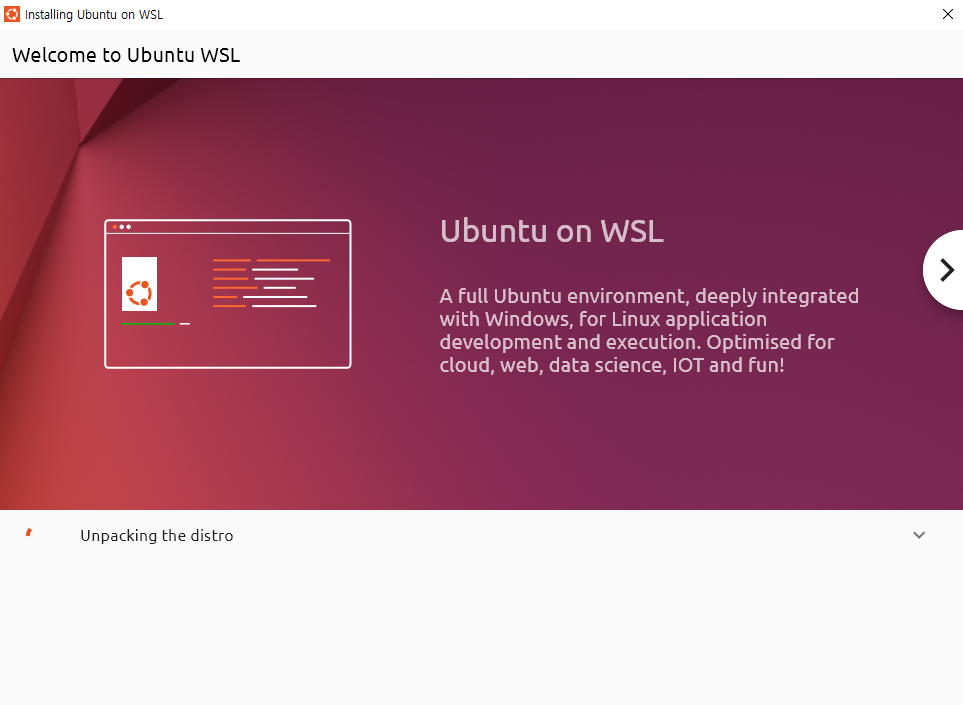 Installing Ubuntu on WSL
Welcome to Ubuntu WSL
Ubuntu on WSL
A full Ubuntu environment, deeply integrated
with Windows, for Linux application
development and execution. Optimised for
cloud, web, data science, IOT and fun!
Unpacking the distro